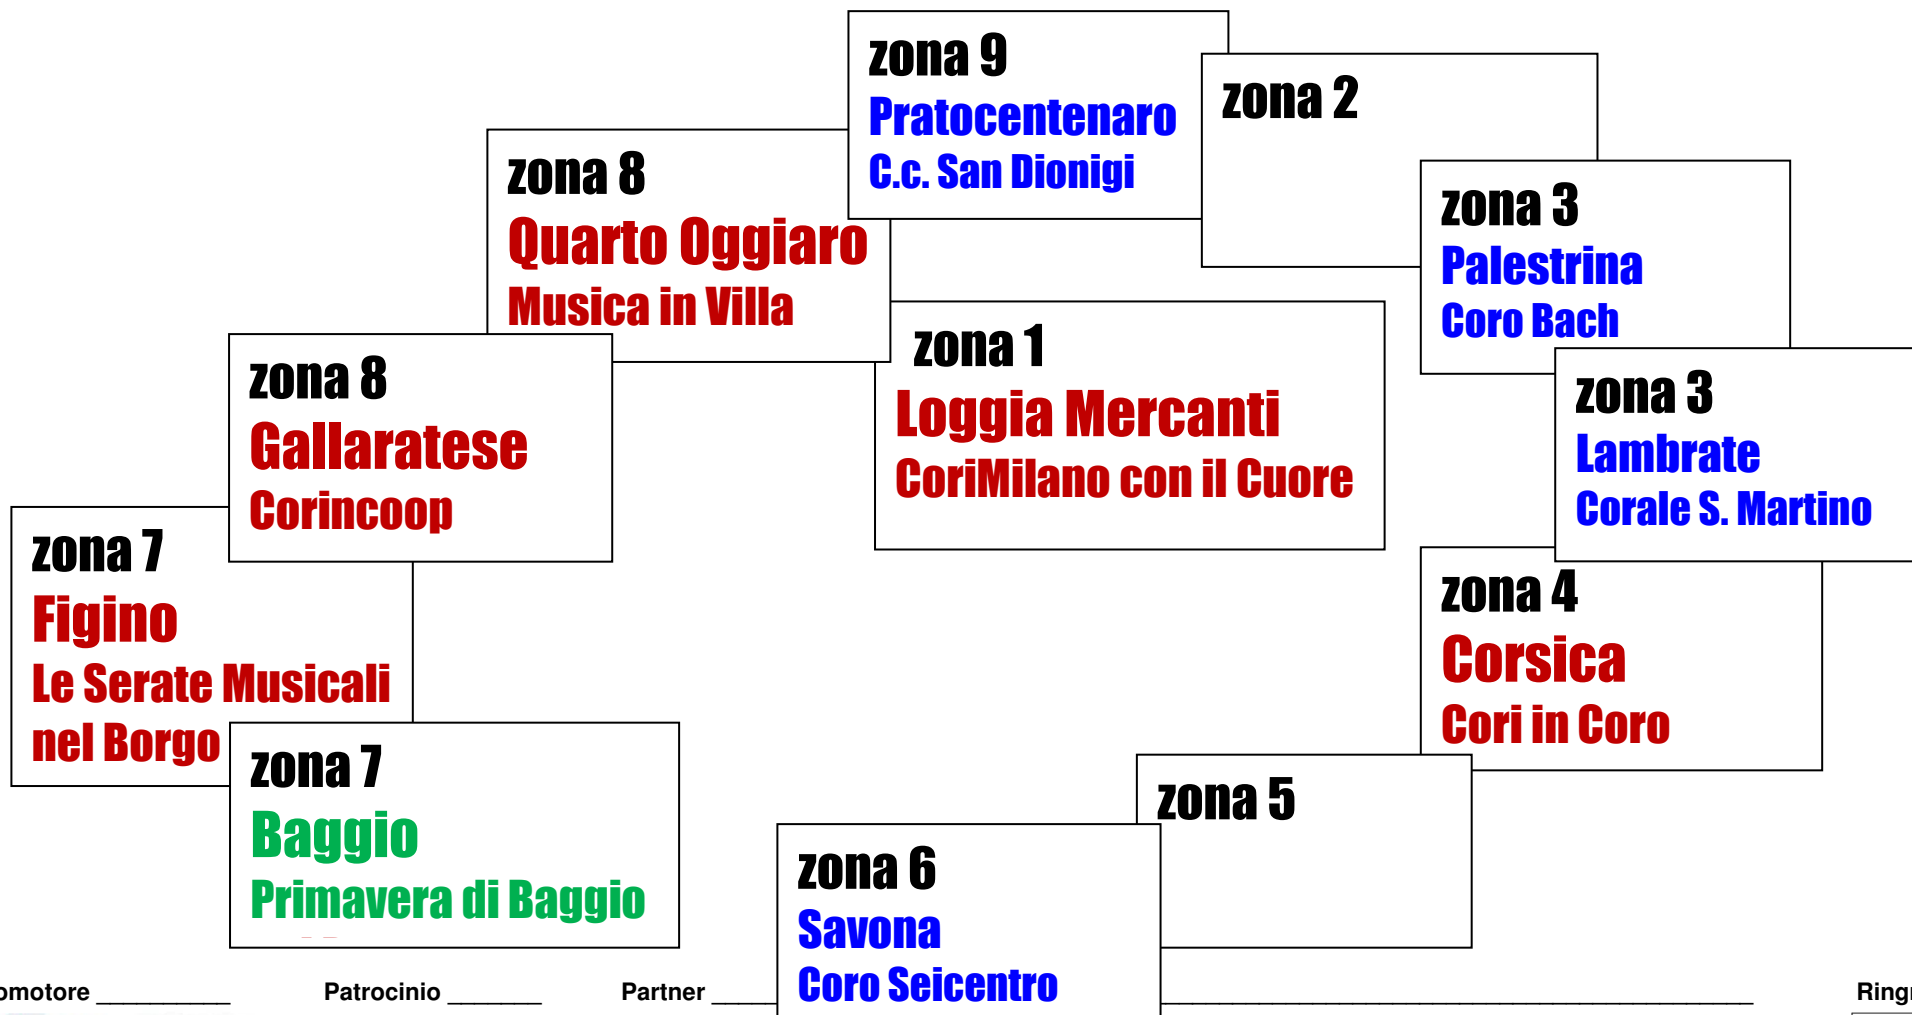 zona 9
Pratocentenaro
C.c. San Dionigi
zona 2
zona 8
Quarto Oggiaro
Musica in Villa
zona 3
Palestrina
Coro Bach
zona 1
Loggia Mercanti
CoriMilano con il Cuore
zona 8
Gallaratese
Corincoop
zona 3
Lambrate
Corale S. Martino
zona 7
Figino
Le Serate Musicali
nel Borgo
zona 4
Corsica
Cori in Coro
zona 7
Baggio
Primavera di Baggio
zona 5
zona 6
Savona
Coro Seicentro
Patrocinio
Partner